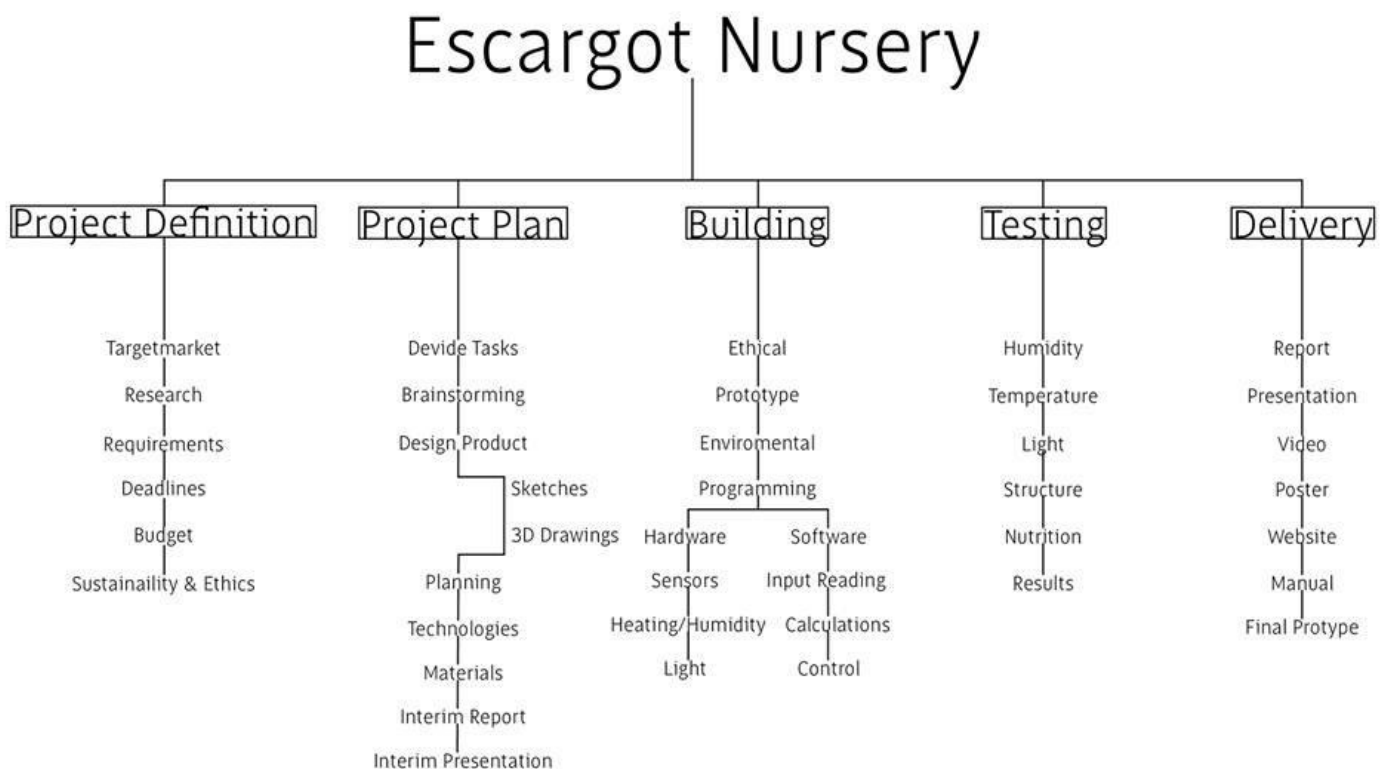 Escargot Nursery
Project Definition
Targetmarket
Research
Requirements
Deadlines
Budget
Sustainaility & Ethics
Project Plan
Devide Tasks
Brainstorming
Design Product
Sketches
3D Drawings
Planning
Technologies
Materials
Interim Report
Interim Presentation
Building
Ethical
Prototype
Enviromental
Programming
Hardware
Sensors
Heating/Humidity
Light
Software
Input Reading
Calculations
Control
Testing
Humidity
Temperature
Light
Structure
Nutrition
Results
Delivery
Report
Presentation
Video
Poster
Website
Manual
Final Protype